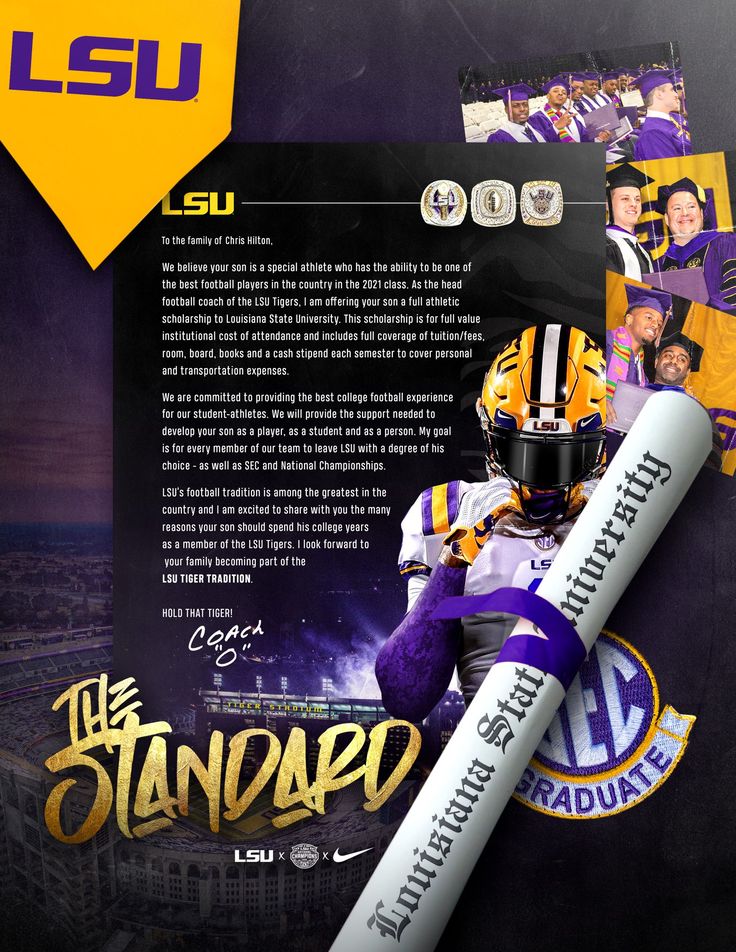 LSU
LSU
To the family of Chris Hilton,
We believe your son is a special athlete who has the ability to be one of
the best football players in the country in the 2021 class. As the head
football coach of the LSU Tigers, I am offering your son a full athletic
scholarship to Louisiana State University. This scholarship is for full value
institutional cost of attendance and includes full coverage of tuition/fees,
room, board, books and a cash stipend each semester to cover personal
and transportation expenses.
We are committed to providing the best college football experience
for our student-athletes. We will provide the support needed to
develop your son as a player, as a student and as a person. My goal
is for every member of our team to leave LSU with a degree of his
choice - as well as SEC and National Championships.
LSU's football tradition is among the greatest in the
country and I am excited to share with you the many
reasons your son should spend his college years
as a member of the LSU Tigers. I look forward to
your family becoming part of the
LSU TIGER TRADITION.
HOLD THAT TIGER!
COACH
"O"
LSU
LSU
Louisiana Stat
niversity
SEC
GRADUATE
TIGER STADIUM
THE
STANDARD
LSU X CHAMPIONS X